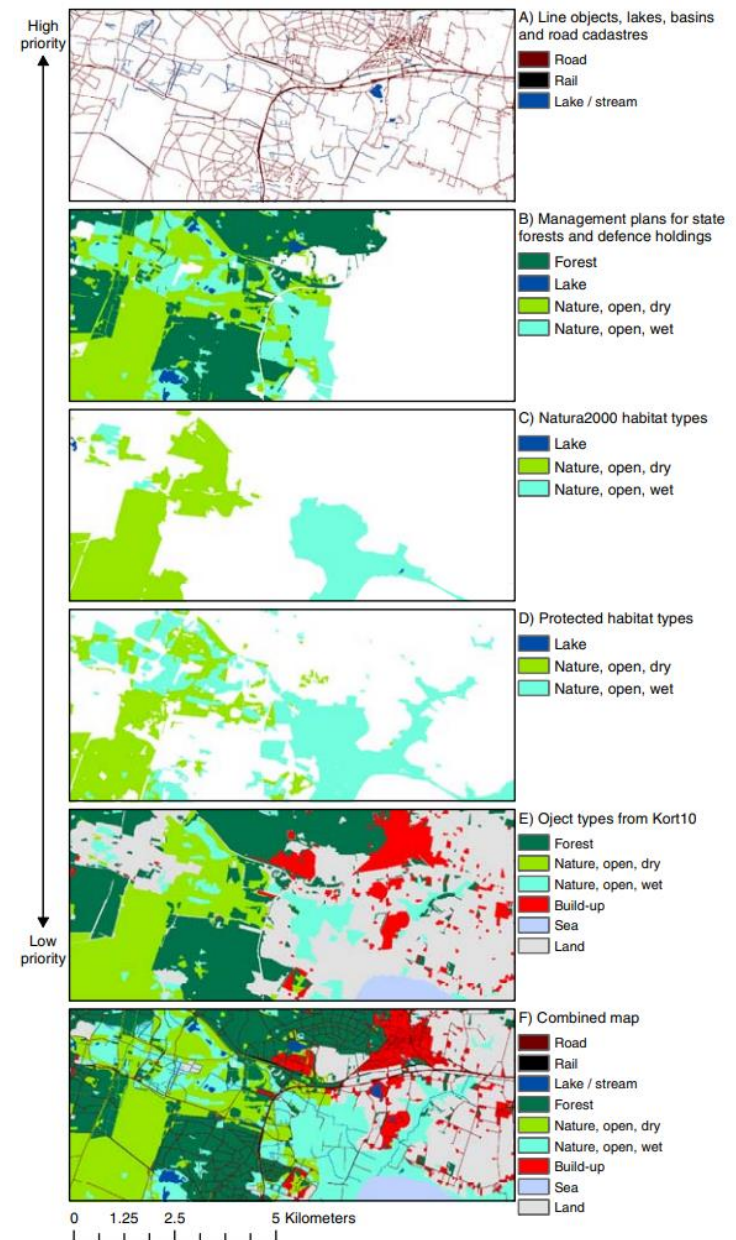 High
priority
A) Line objects, lakes, basins
and road cadastres
Road
Rail
Lake / stream
B) Management plans for state
forests and defence holdings
Forest
Lake
Nature, open, dry
Nature, open, wet
C) Natura2000 habitat types
Lake
Nature, open, dry
Nature, open, wet
D) Protected habitat types
Lake
Nature, open, dry
Nature, open, wet
E) Oject types from Kort10
Forest
Nature, open, dry
Nature, open, wet
Build-up
Sea
Land
Low
priority
F) Combined map
Road
Rail
Lake / stream
Forest
Nature, open, dry
Nature, open, wet
Build-up
Sea
Land
0 1.25 2.5 5 Kilometers